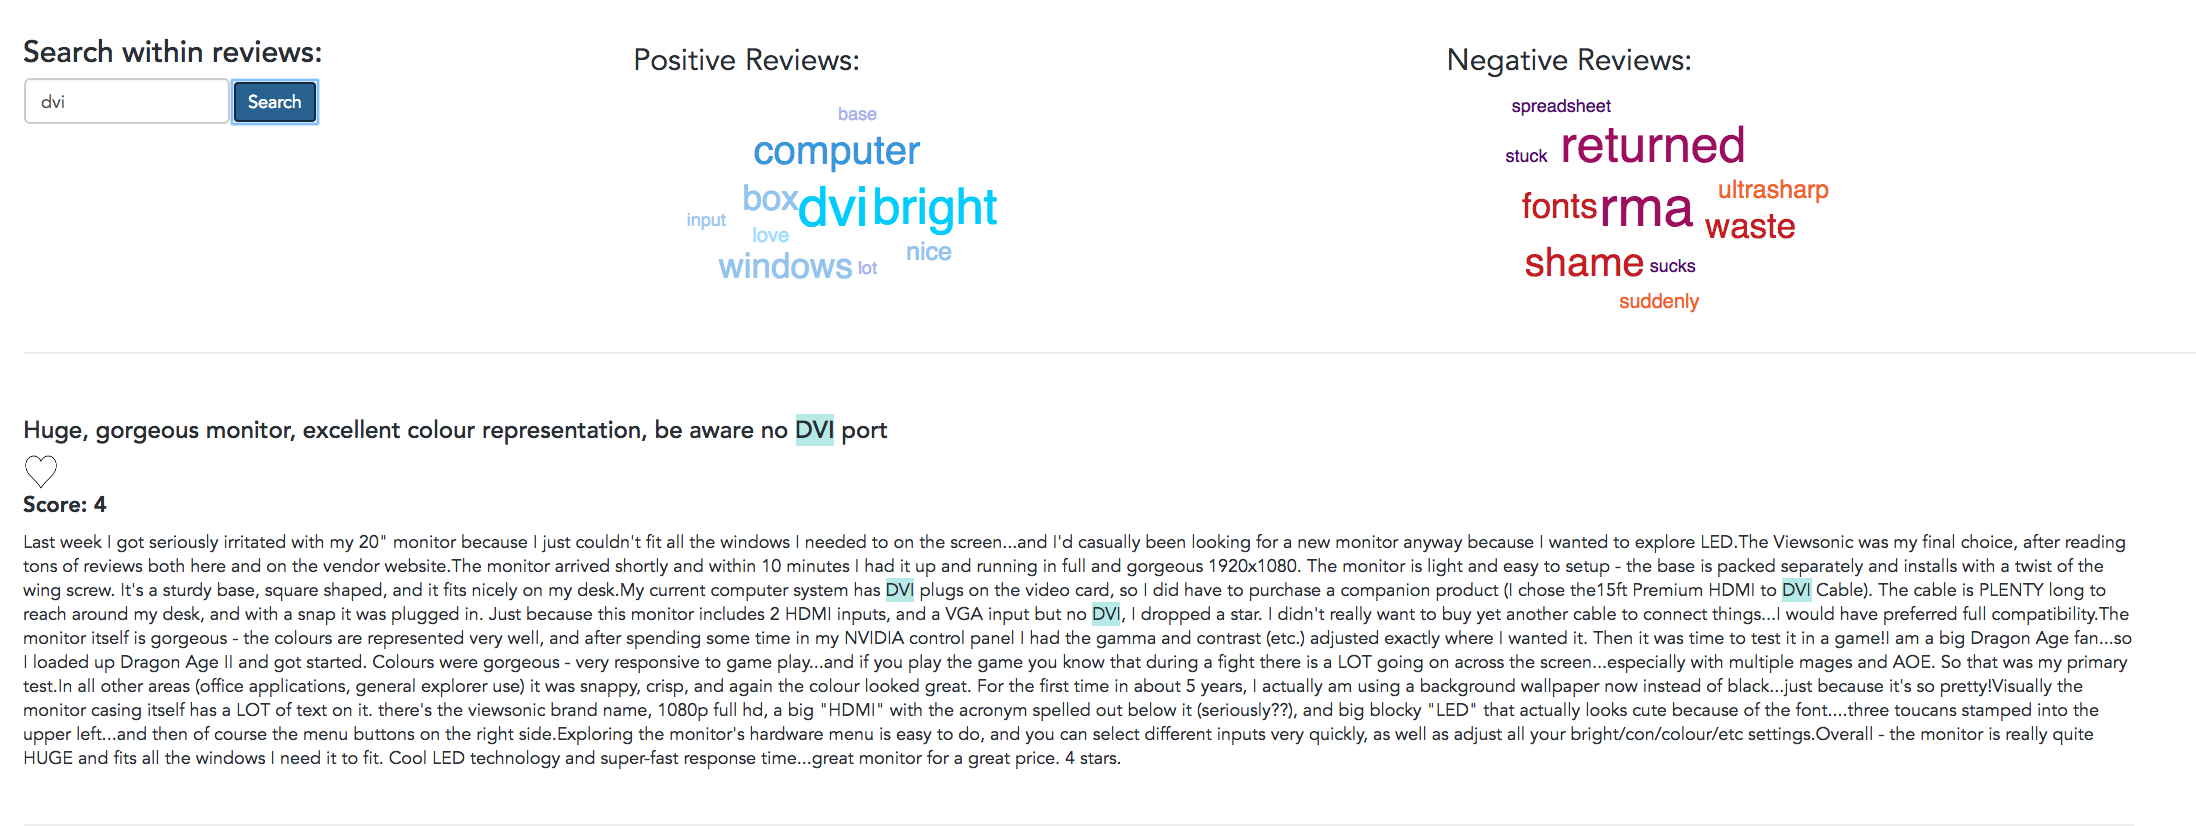 Search within reviews:
dvi
Search
Positive Reviews:
base
computer
box
dvi
bright
input
love
nice
windows
lot
Negative Reviews:
spreadsheet
returned
stuck
ultrasharp
fonts
rma
waste
shame
sucks
suddenly
Huge, gorgeous monitor, excellent colour representation, be aware no DVI port
Score: 4
Last week I got seriously irritated with my 20" monitor because I just couldn't fit all the windows I needed to on the screen...and I'd casually been looking for a new monitor anyway because I wanted to explore LED.The Viewsonic was my final choice, after reading
tons of reviews both here and on the vendor website.The monitor arrived shortly and within 10 minutes I had it up and running in full and gorgeous 1920x1080. The monitor is light and easy to setup - the base is packed separately and installs with a twist of the
wing screw. It's a sturdy base, square shaped, and it fits nicely on my desk.My current computer system has DVI plugs on the video card, so I did have to purchase a companion product (I chose the15ft Premium HDMI to DVI Cable). The cable is PLENTY long to
reach around my desk, and with a snap it was plugged in. Just because this monitor includes 2 HDMI inputs, and a VGA input but no DVI, I dropped a star. I didn't really want to buy yet another cable to connect things...I would have preferred full compatibility.The
monitor itself is gorgeous - the colours are represented very well, and after spending some time in my NVIDIA control panel I had the gamma and contrast (etc.) adjusted exactly where I wanted it. Then it was time to test it in a game!I am a big Dragon Age fan...so
I loaded up Dragon Age II and got started. Colours were gorgeous - very responsive to game play...and if you play the game you know that during a fight there is a LOT going on across the screen...especially with multiple mages and AOE. So that was my primary
test.In all other areas (office applications, general explorer use) it was snappy, crisp, and again the colour looked great. For the first time in about 5 years, I actually am using a background wallpaper now instead of black...just because it's so pretty!Visually the
monitor casing itself has a LOT of text on it. there's the viewsonic brand name, 1080p full hd, a big "HDMI" with the acronym spelled out below it (seriously??), and big blocky "LED" that actually looks cute because of the font....three toucans stamped into the
upper left...and then of course the menu buttons on the right side.Exploring the monitor's hardware menu is easy to do, and you can select different inputs very quickly, as well as adjust all your bright/con/colour/etc settings.Overall - the monitor is really quite
HUGE and fits all the windows I need it to fit. Cool LED technology and super-fast response time...great monitor for a great price. 4 stars.